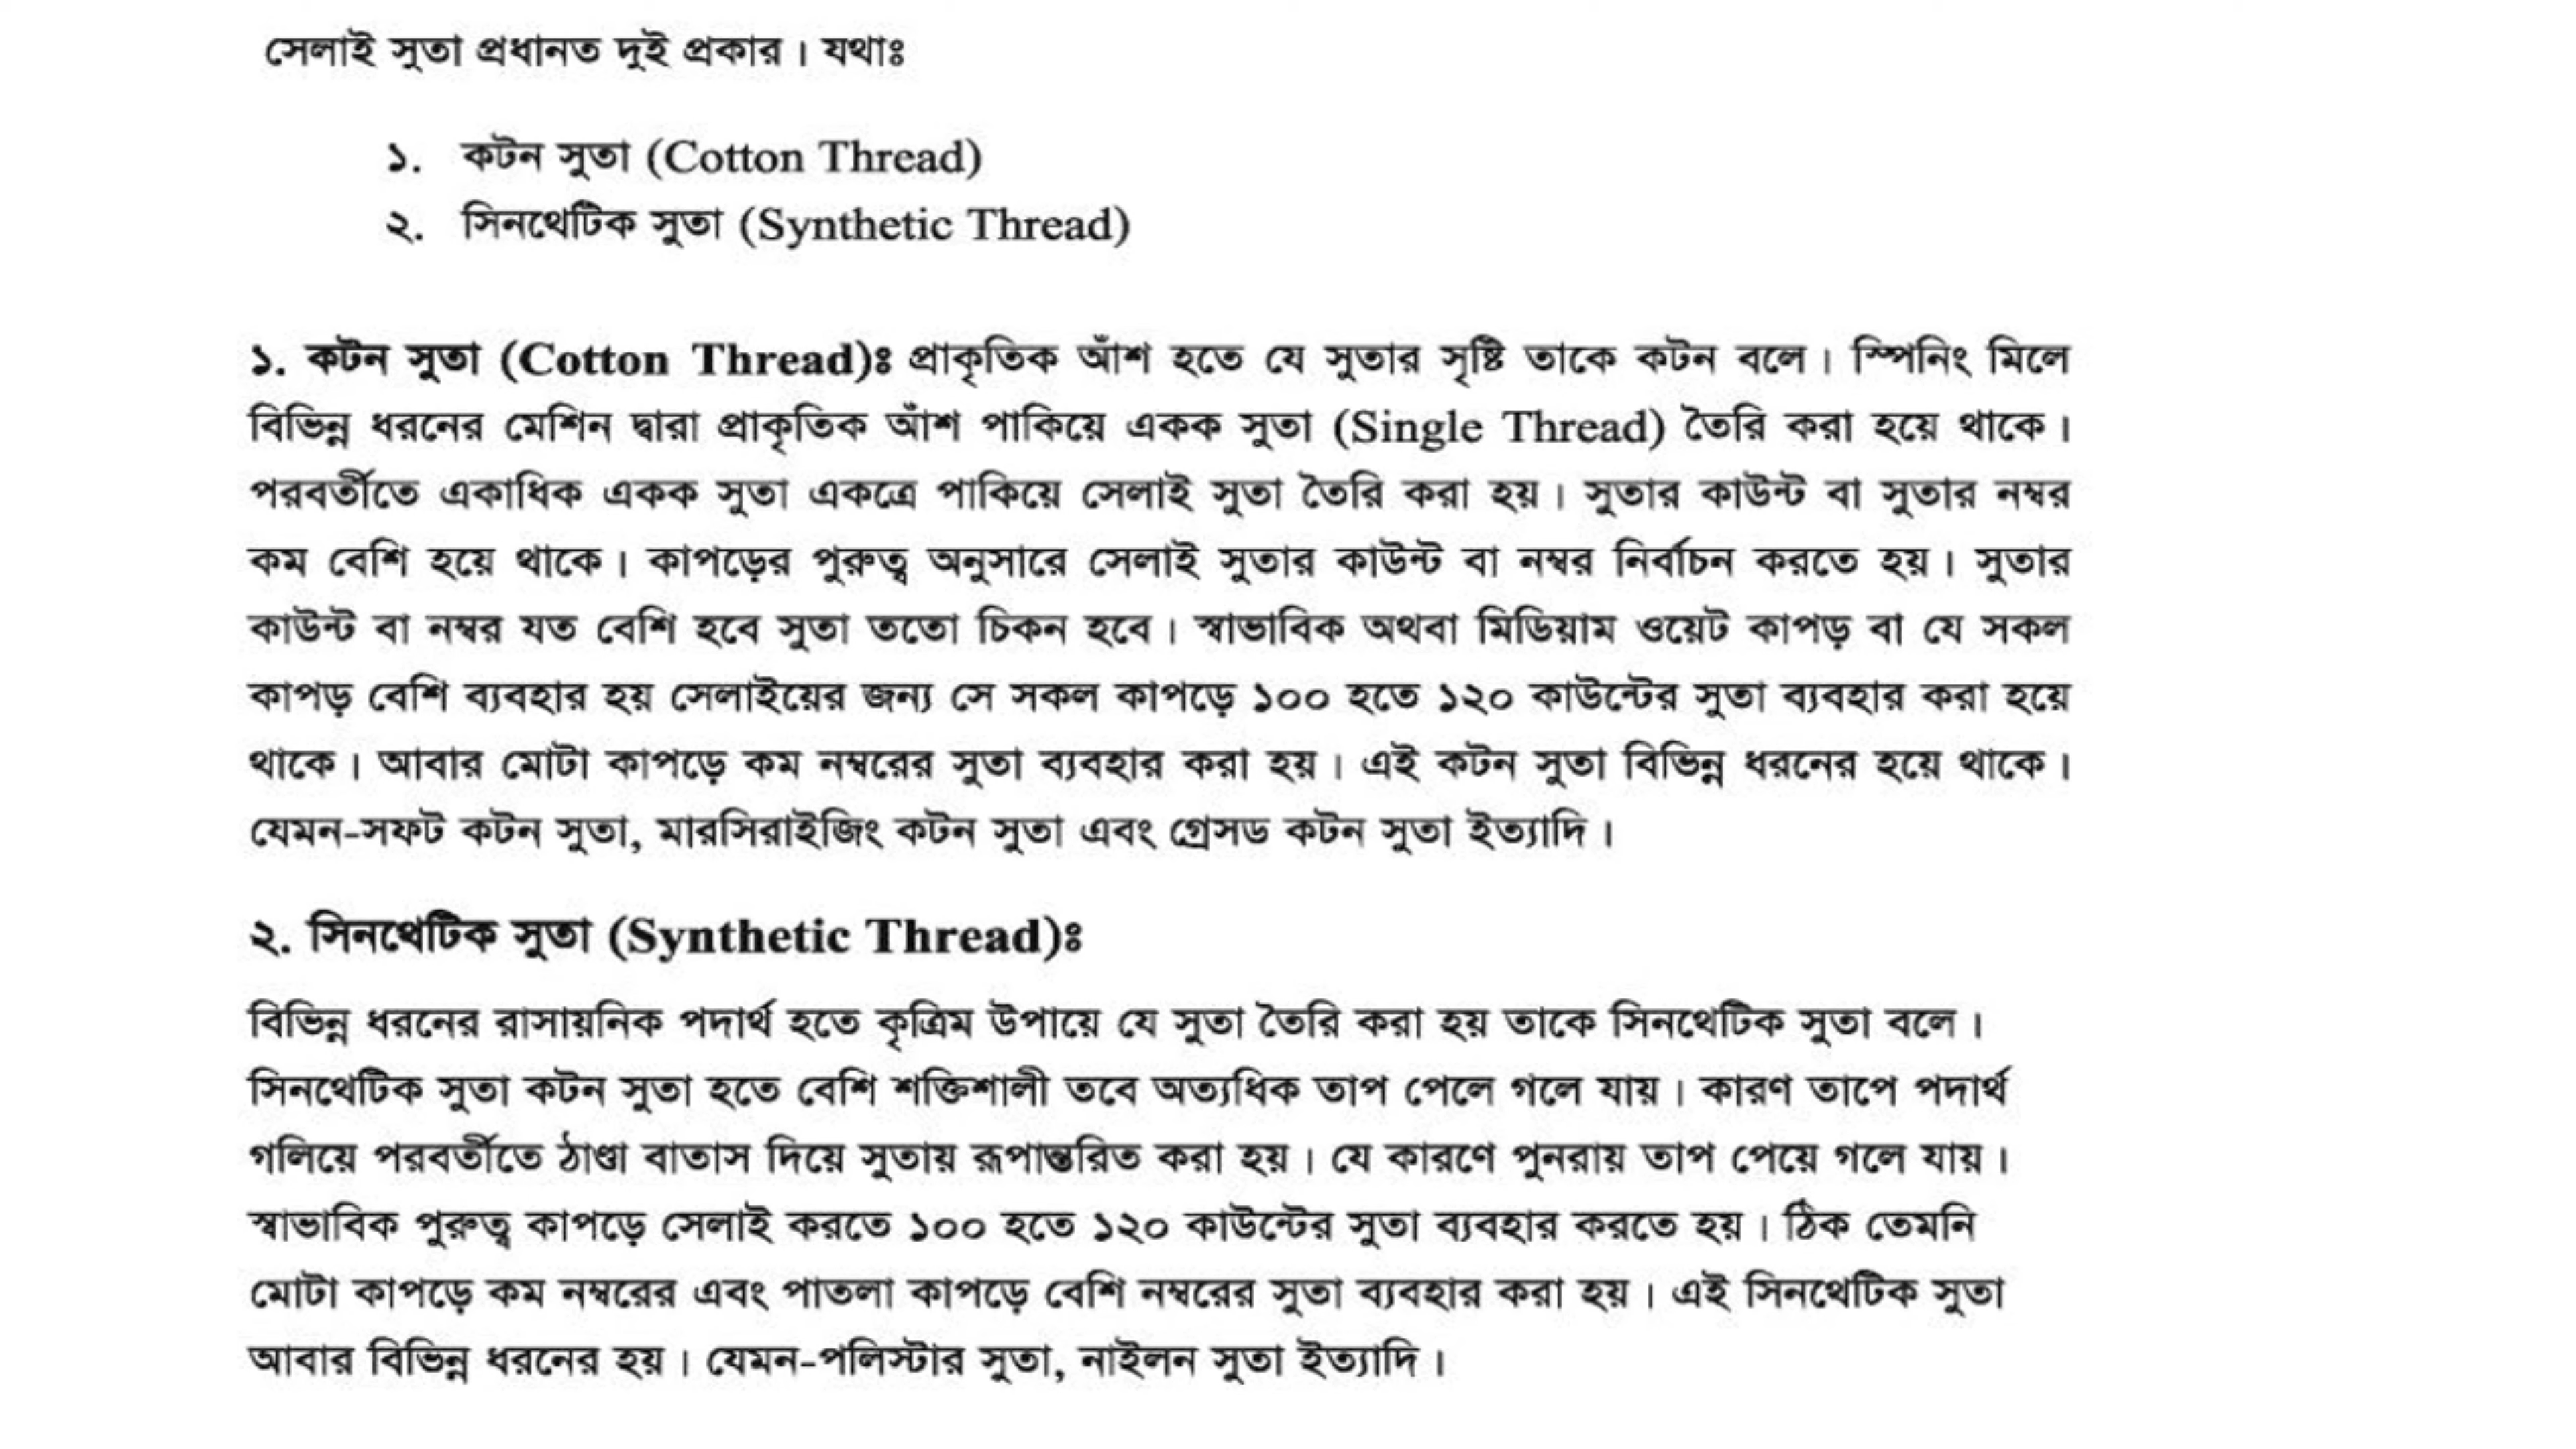 সেলাই সুতা প্রধানত দুই প্রকার। যথাঃ
১. কটন সুতা (Cotton Thread)
২. সিনথেটিক সুতা (Synthetic Thread)
১. কটন সুতা (Cotton Thread)ঃ প্রাকৃতিক আঁশ হতে যে সুতার সৃষ্টি তাকে কটন বলে। স্পিনিং মিলে
বিভিন্ন ধরনের মেশিন দ্বারা প্রাকৃতিক আঁশ পাকিয়ে একক সুতা (Single Thread) তৈরি করা হয়ে থাকে।
পরবর্তীতে একাধিক একক সুতা একত্রে পাকিয়ে সেলাই সুতা তৈরি করা হয়। সুতার কাউন্ট বা সুতার নম্বর
কম বেশি হয়ে থাকে। কাপড়ের পুরুত্ব অনুসারে সেলাই সুতার কাউন্ট বা নম্বর নির্বাচন করতে হয়। সুতার
কাউন্ট বা নম্বর যত বেশি হবে সুতা ততো চিকন হবে। স্বাভাবিক অথবা মিডিয়াম ওয়েট কাপড় বা যে সকল
কাপড় বেশি ব্যবহার হয় সেলাইয়ের জন্য সে সকল কাপড়ে ১০০ হতে ১২০ কাউন্টের সুতা ব্যবহার করা হয়ে
থাকে। আবার মোটা কাপড়ে কম নম্বরের সুতা ব্যবহার করা হয়। এই কটন সুতা বিভিন্ন ধরনের হয়ে থাকে।
যেমন-সফট কটন সুতা, মারসিরাইজিং কটন সুতা এবং গ্রেসড কটন সুতা ইত্যাদি।
২. সিনথেটিক সুতা (Synthetic Thread)ঃ
বিভিন্ন ধরনের রাসায়নিক পদার্থ হতে কৃত্রিম উপায়ে যে সুতা তৈরি করা হয় তাকে সিনথেটিক সুতা বলে।
সিনথেটিক সুতা কটন সুতা হতে বেশি শক্তিশালী তবে অত্যধিক তাপ পেলে গলে যায়। কারণ তাপে পদার্থ
গলিয়ে পরবর্তীতে ঠাণ্ডা বাতাস দিয়ে সুতায় রূপান্তরিত করা হয়। যে কারণে পুনরায় তাপ পেয়ে গলে যায়।
স্বাভাবিক পুরুত্ব কাপড়ে সেলাই করতে ১০০ হতে ১২০ কাউন্টের সুতা ব্যবহার করতে হয়। ঠিক তেমনি
মোটা কাপড়ে কম নম্বরের এবং পাতলা কাপড়ে বেশি নম্বরের সুতা ব্যবহার করা হয়। এই সিনথেটিক সুতা
আবার বিভিন্ন ধরনের হয়। যেমন-পলিস্টার সুতা, নাইলন সুতা ইত্যাদি।